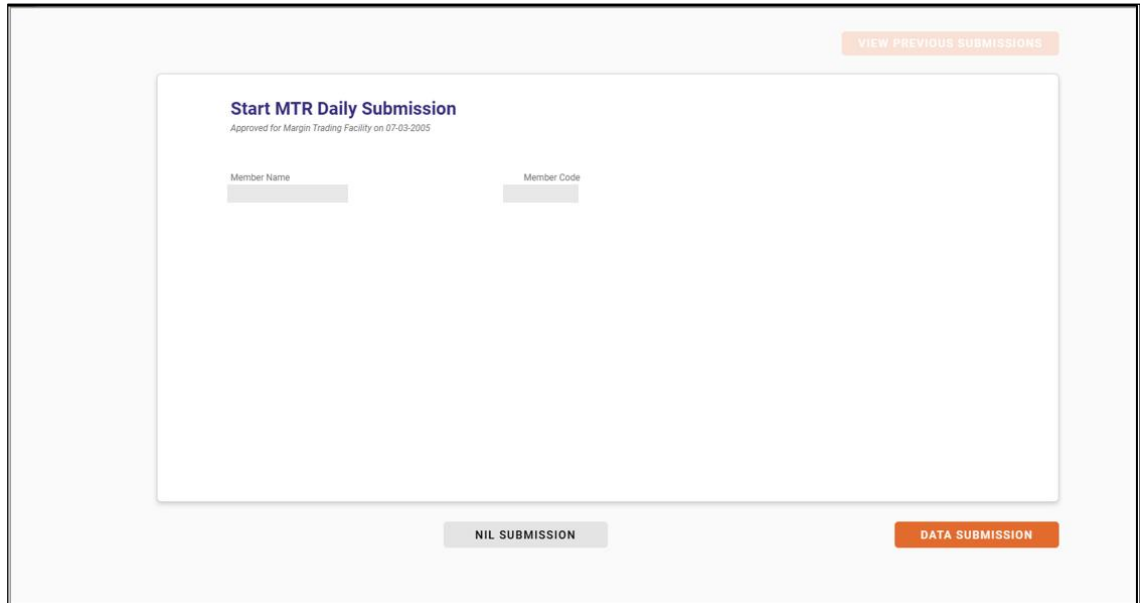 VIEW PREVIOUS SUBMISSIONS
Start MTR Daily Submission
Approved for Margin Trading Facility on 07-03-2005
Member Name
Member Code
NIL SUBMISSION
DATA SUBMISSION